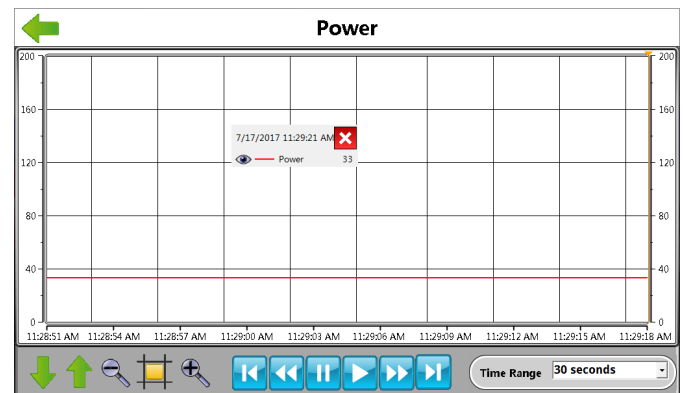 Power
200 200
160 160
7/17/2017 11:29:21 AM
Power 33
120 120
80 80
40 40
0 0
11:28:51 AM 11:28:54 AM 11:28:57 AM 11:29:00 AM 11:29:03 AM 11:29:06 AM 11:29:09 AM 11:29:12 AM 11:29:15 AM 11:29:18 AM
Time Range 30 seconds